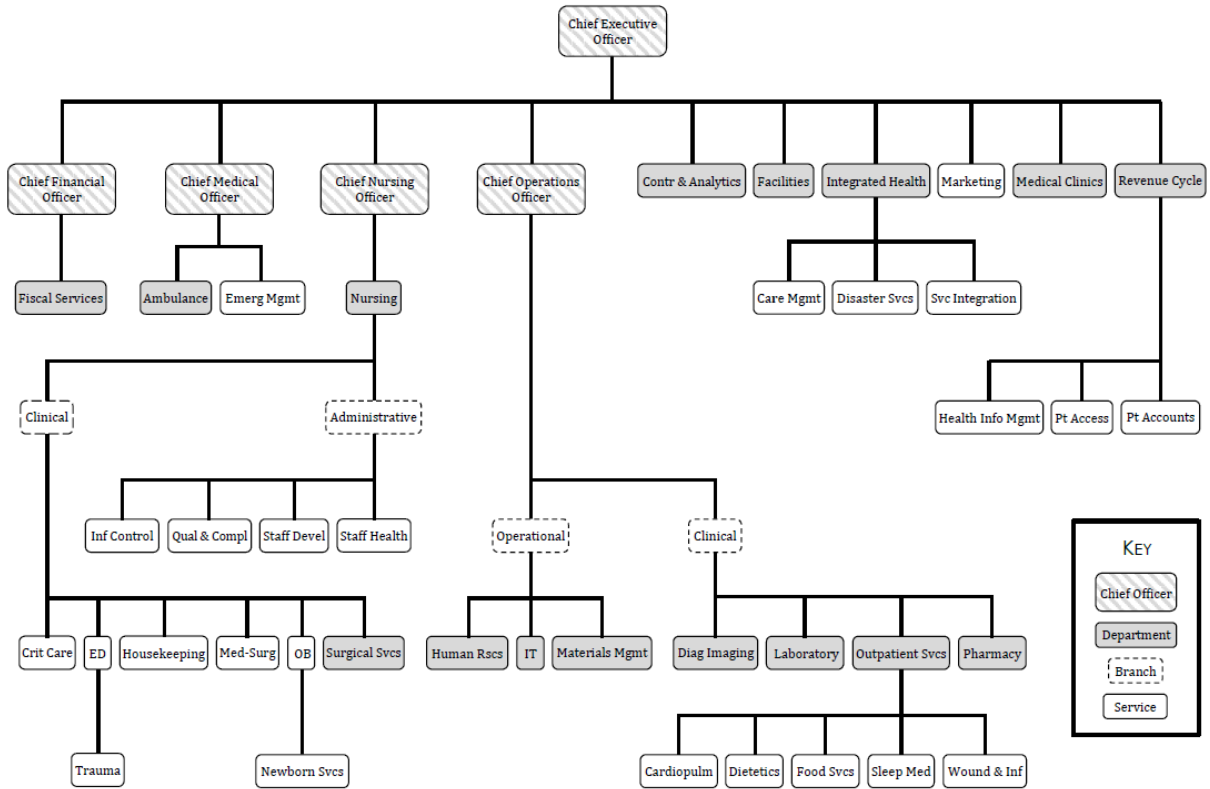 Chief Executive
Officer
Chief Financial
Officer
Chief Medical
Officer
Chief Nursing
Officer
Chief Operations
Officer
Contr & Analytics
Facilities
Integrated Health
Marketing
Medical Clinics
Revenue Cycle
Fiscal Services
Ambulance
Emerg Mgmt
Nursing
Care Mgmt
Disaster Svcs
Svc Integration
Clinical
Administrative
Health Info Mgmt
Pt Access
Pt Accounts
Inf Control
Qual & Compl
Staff Devel
Staff Health
Operational
Clinical
Crit Care
ED
Housekeeping
Med-Surg
OB
Surgical Svcs
Human Rscs
IT
Materials Mgmt
Diag Imaging
Laboratory
Outpatient Svcs
Pharmacy
Trauma
Newborn Svcs
Cardiopulm
Dietetics
Food Svcs
Sleep Med
Wound & Inf
KEY
Chief Officer
Department
Branch
Service